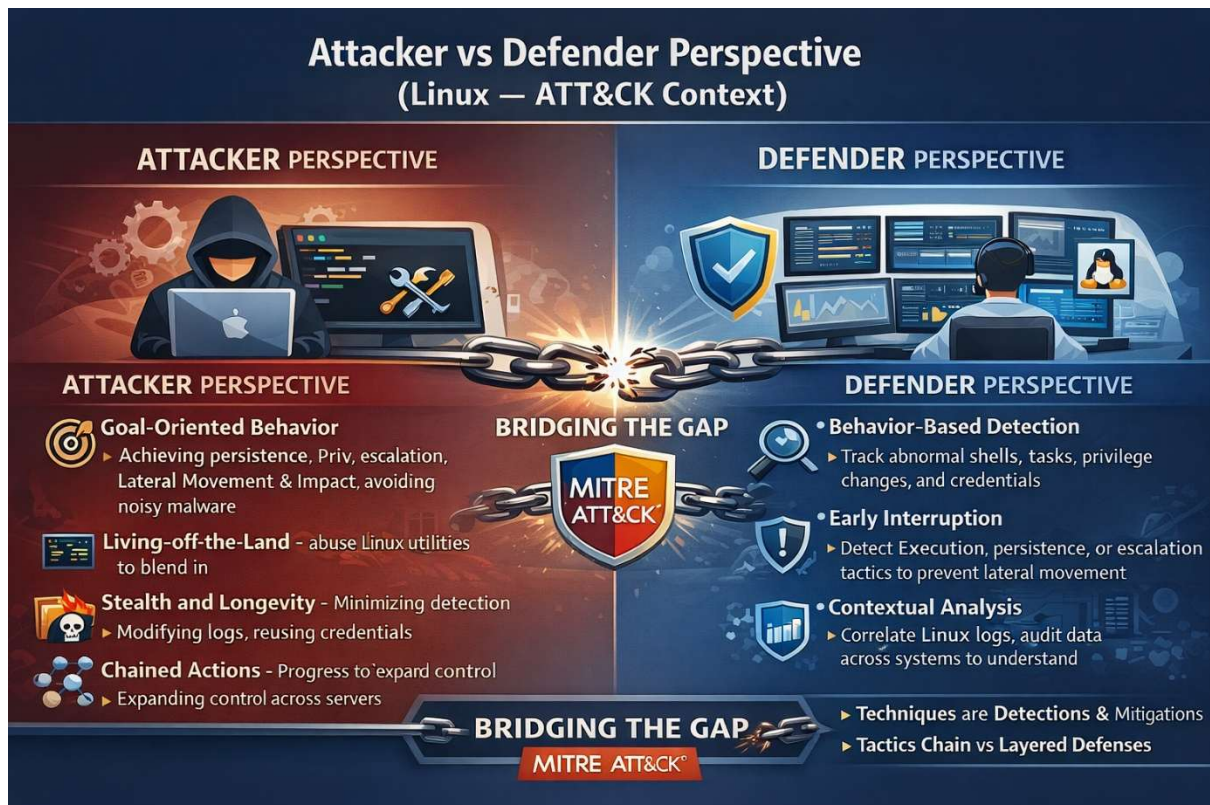 Attacker vs Defender Perspective
(Linux — ATT&CK Context)
ATTACKER PERSPECTIVE
DEFENDER PERSPECTIVE
ATTACKER PERSPECTIVE
Goal-Oriented Behavior
▸ Achieving persistence, Priv, escalation,
Lateral Movement & Impact, avoiding
noisy malware
Living-off-the-Land - abuse Linux utilities
to blend in
Stealth and Longevity - Minimizing detection
▸ Modifying logs, reusing credentials
Chained Actions - Progress to expand control
▸ Expanding control across servers
BRIDGING THE GAP
MITRE
ATT&CK
DEFENDER PERSPECTIVE
• Behavior-Based Detection
▸ Track abnormal shells, tasks, privilege
changes, and credentials
• Early Interruption
▸ Detect Execution, persistence, or escalation
tactics to prevent lateral movement
• Contextual Analysis
▸ Correlate Linux logs, audit data
across systems to understand
BRIDGING THE GAP
MITRE ATT&CK®
▸ Techniques are Detections & Mitigations
▸ Tactics Chain vs Layered Defenses